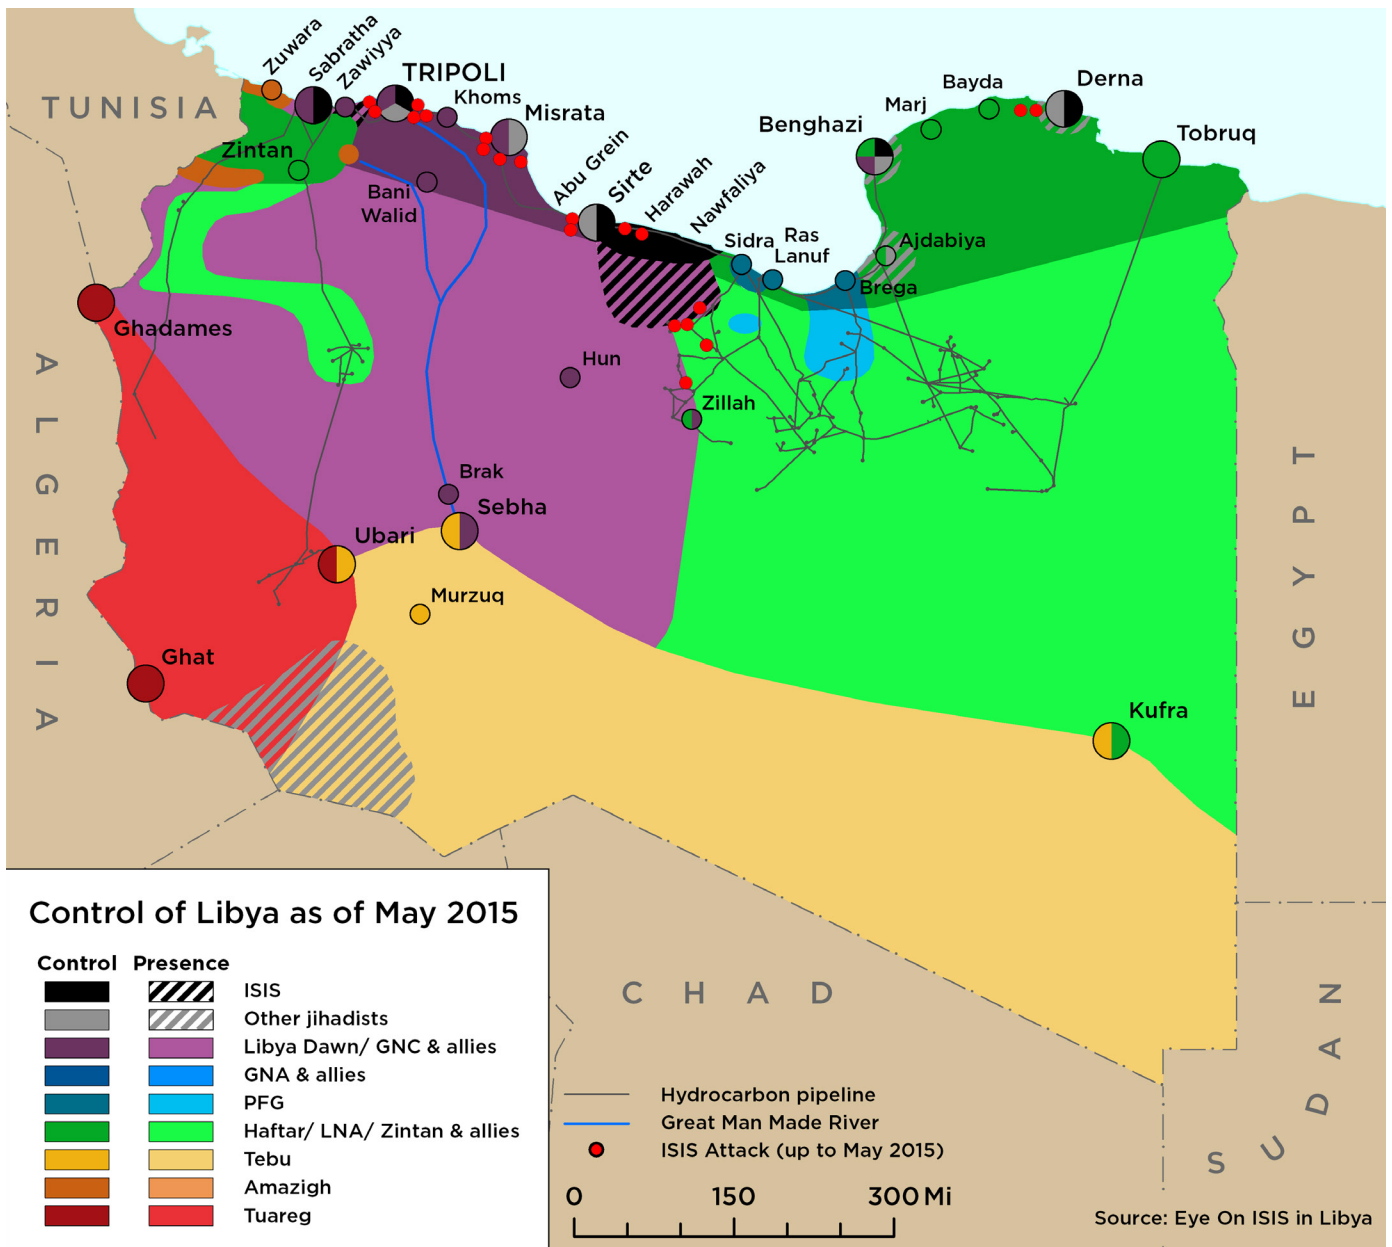 TUNISIA
Zuwara
Sabratha
Zawiyya
TRIPOLI
Khoms
Misrata
Zintan
Bani
Walid
Abu Grein
Sirte
Harawah
Nawfaliya
Sidra
Ras
Lanuf
Brega
Ajdabiya
Benghazi
Marj
Bayda
Derna
Tobruq
Ghadames
Hun
Zillah
Brak
Sebha
Ubari
Murzuq
Ghat
Kufra
ALGERIA
EGYPT
CHAD
SUDAN
Control of Libya as of May 2015
Control Presence
ISIS
Other jihadists
Libya Dawn/ GNC & allies
GNA & allies
PFG
Haftar/ LNA/ Zintan & allies
Tebu
Amazigh
Tuareg
Hydrocarbon pipeline
Great Man Made River
ISIS Attack (up to May 2015)
0 150 300 Mi
Source: Eye On ISIS in Libya